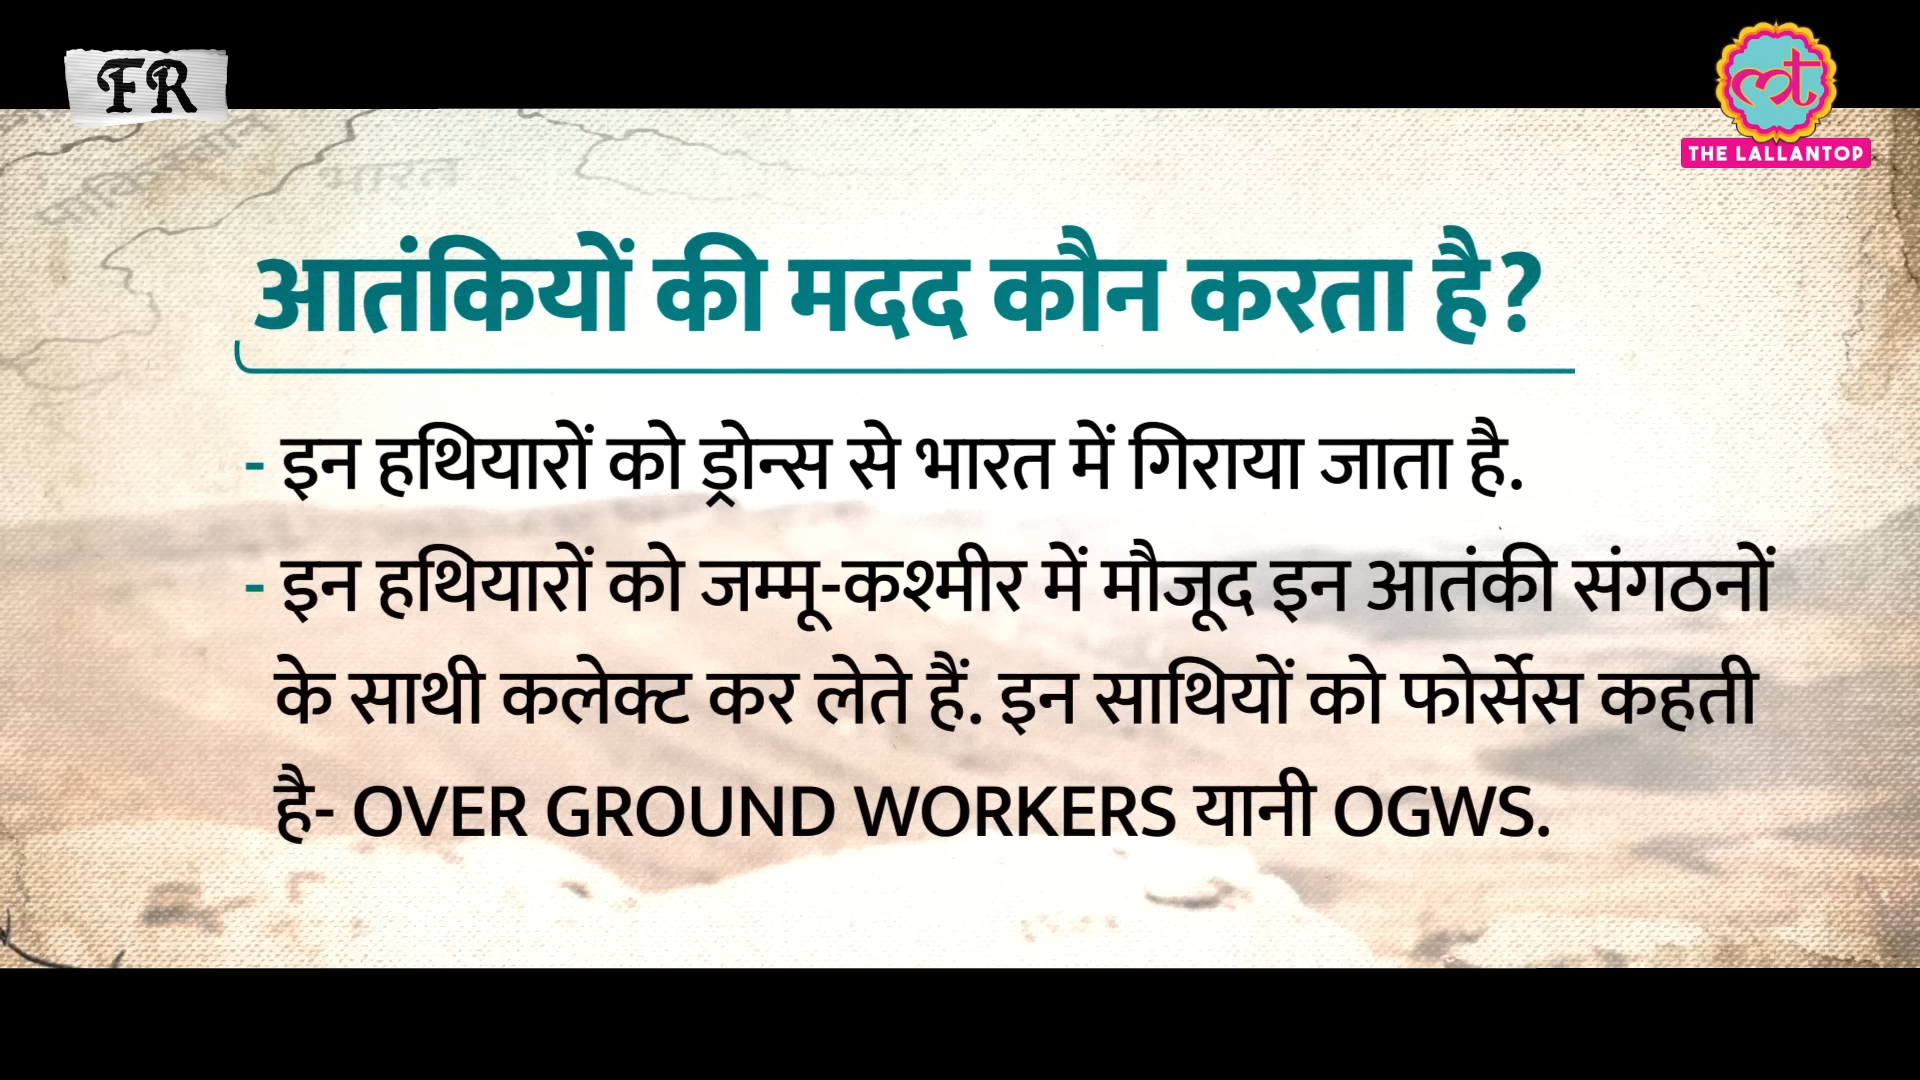 FR
THE LALLANTOP
भारत
आतंकियों की मदद कौन करता है?
- इन हथियारों को ड्रोन्स से भारत में गिराया जाता है.
- इन हथियारों को जम्मू-कश्मीर में मौजूद इन आतंकी संगठनों
के साथी कलेक्ट कर लेते हैं. इन साथियों को फोर्सेस कहती
है- OVER GROUND WORKERS यानी OGWS.